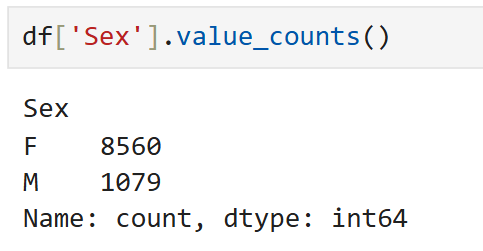 df['Sex'].value_counts()
Sex
F    8560
M    1079
Name: count, dtype: int64